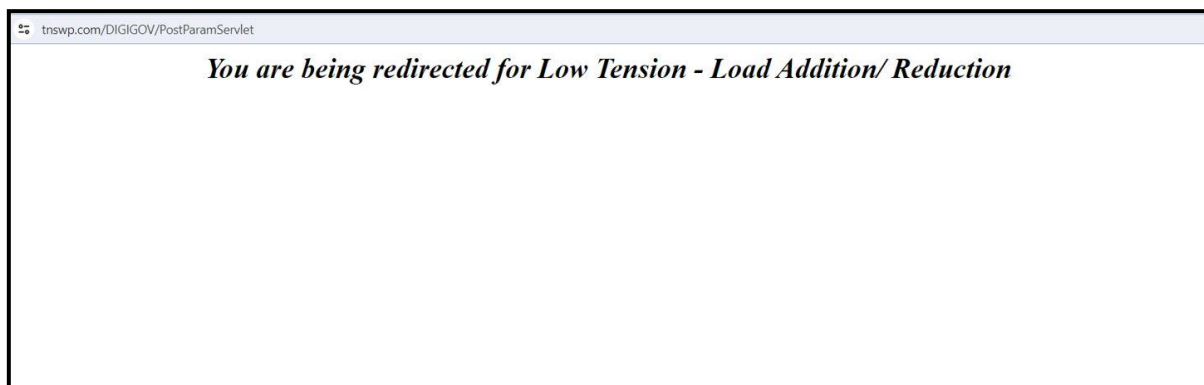 tnswp.com/DIGIGOV/PostParamServlet
You are being redirected for Low Tension - Load Addition/ Reduction